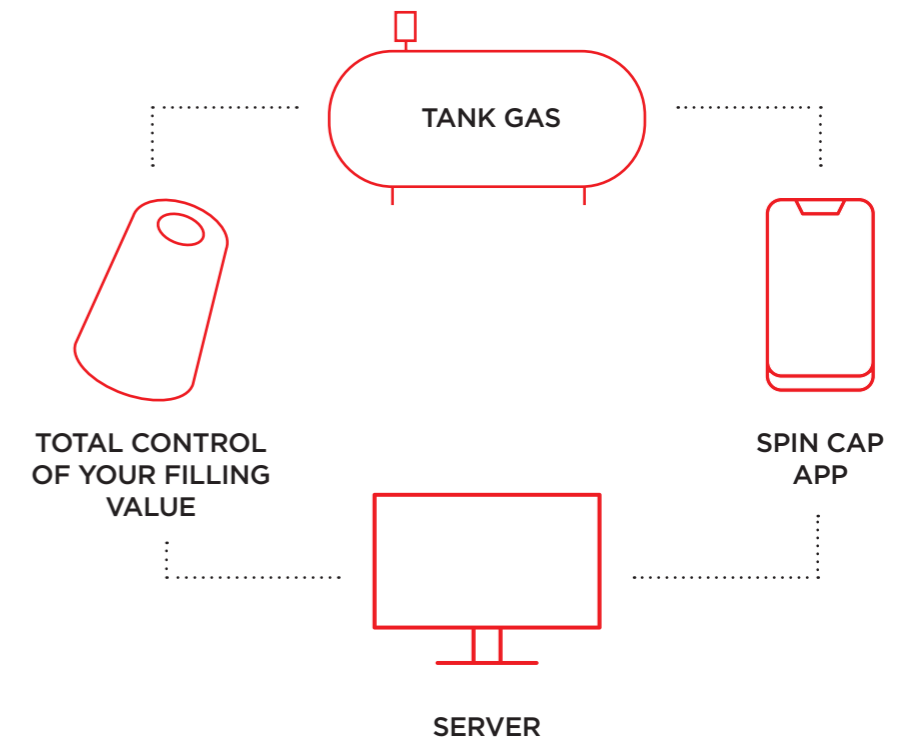 TANK GAS
TOTAL CONTROL
OF YOUR FILLING
VALUE
SPIN CAP
APP
SERVER